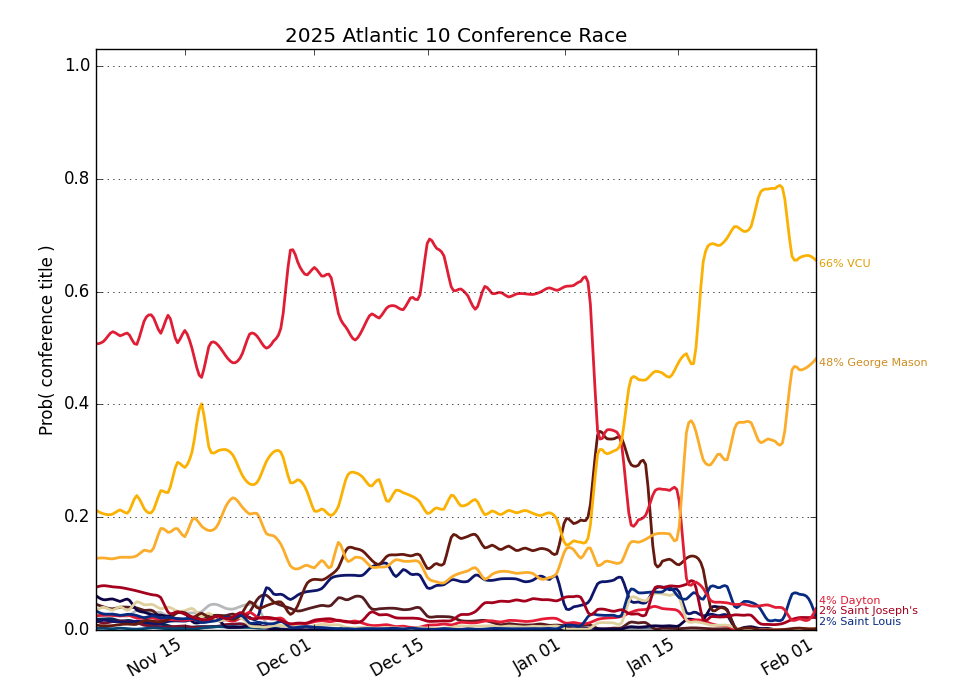 2025 Atlantic 10 Conference Race
Prob( conference title )
1.0
0.8
0.6
0.4
0.2
0.0
66% VCU
48% George Mason
4% Dayton
2% Saint Joseph's
2% Saint Louis
Nov 15
Dec 01
Dec 15
Jan 01
Jan 15
Feb 01